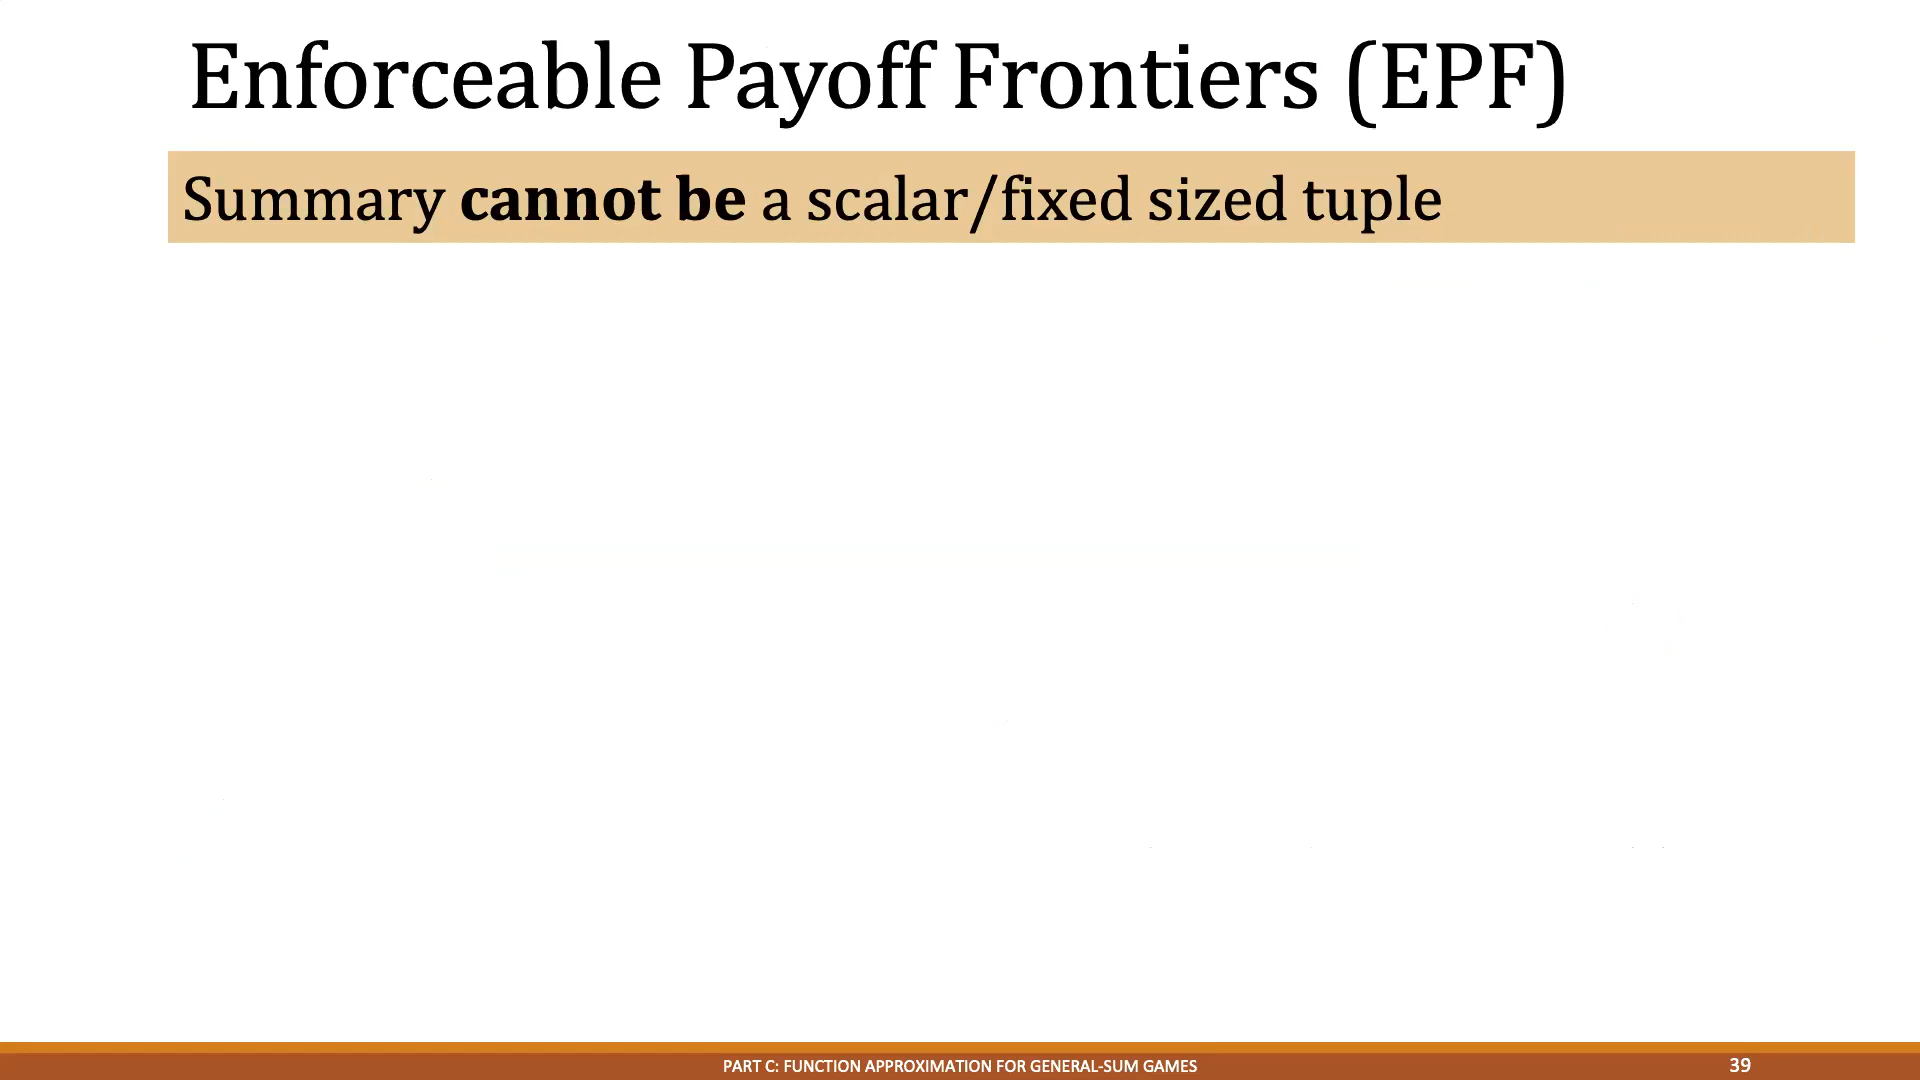 Enforceable Payoff Frontiers (EPF)
Summary cannot be a scalar/fixed sized tuple
PART C: FUNCTION APPROXIMATION FOR GENERAL-SUM GAMES
39